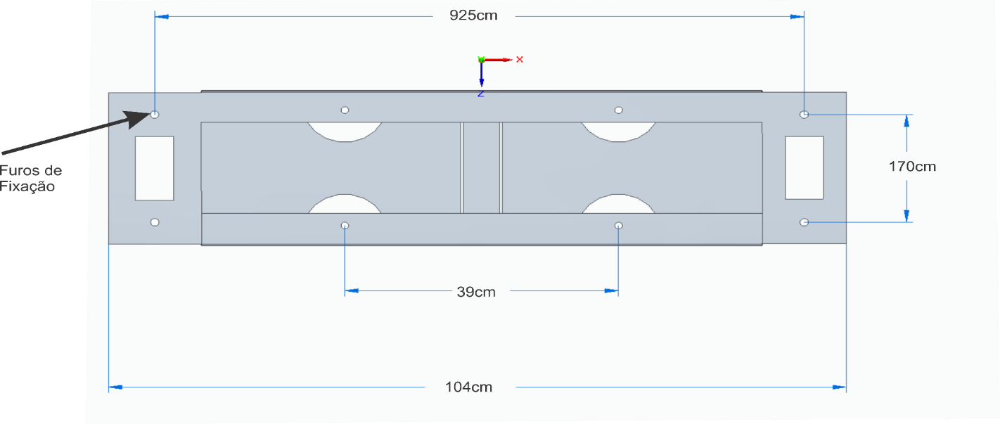 925cm
X
Z
Furos de
Fixação
170cm
39cm
104cm